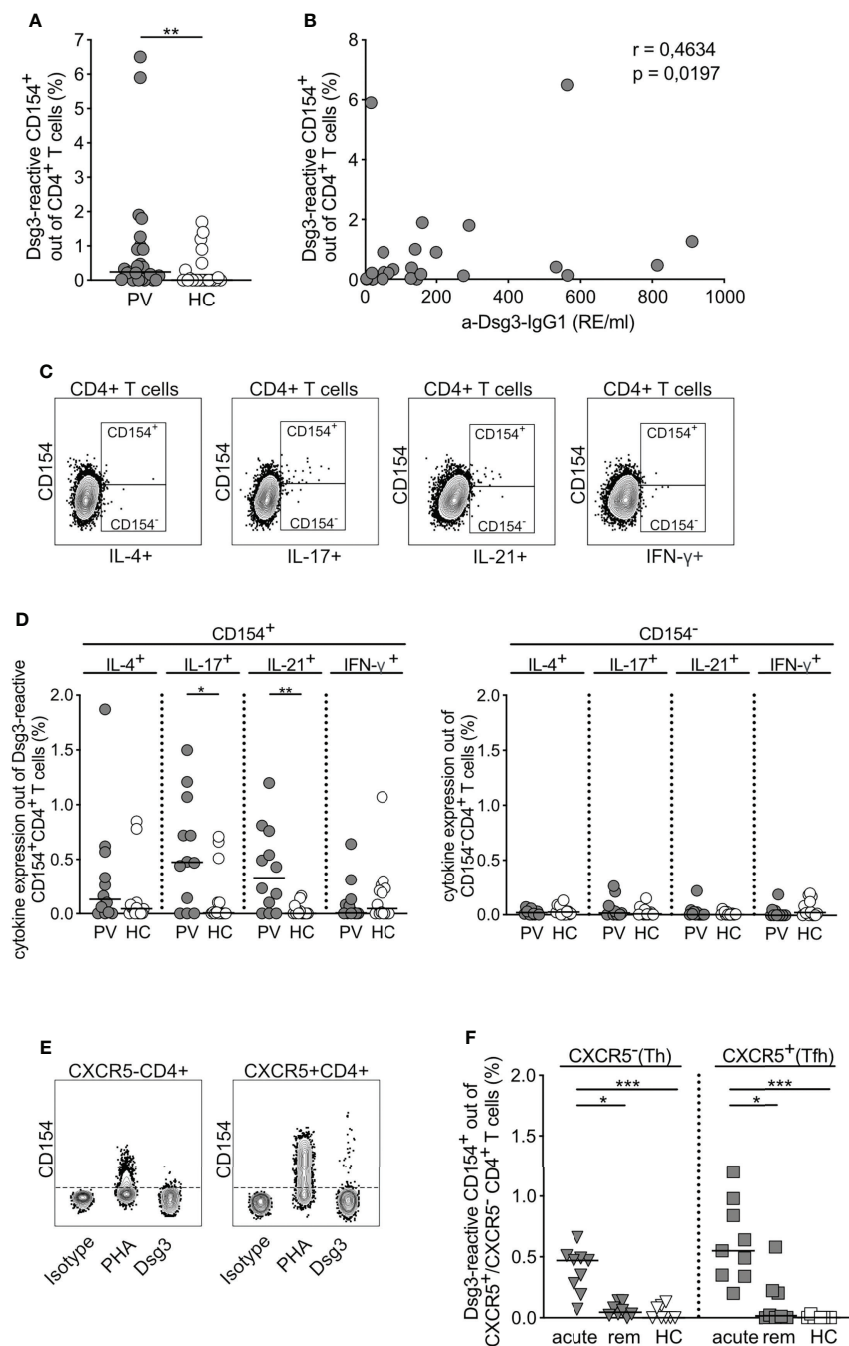 A
**
Dsg3-reactive CD154+
out of CD4+ T cells (%)
7
6
5
4
3
2
1
0
PV HC
B
r = 0,4634
p = 0,0197
Dsg3-reactive CD154+
out of CD4+ T cells (%)
8
6
4
2
0
0 200 400 600 800 1000
a-Dsg3-IgG1 (RE/ml)
C
CD4+ T cells CD4+ T cells CD4+ T cells CD4+ T cells
CD154 CD154 CD154 CD154
CD154+ CD154+ CD154+ CD154+
CD154- CD154- CD154- CD154-
IL-4+ IL-17+ IL-21+ IFN-γ+
D
CD154+
IL-4+ IL-17+ IL-21+ IFN-γ+
* **
cytokine expression out of Dsg3-reactive
CD154+CD4+ T cells (%)
2.0
1.5
1.0
0.5
0.0
PV HC PV HC PV HC PV HC
CD154-
IL-4+ IL-17+ IL-21+ IFN-γ+
cytokine expression out of
CD154-CD4+ T cells (%)
2.0
1.5
1.0
0.5
0.0
PV HC PV HC PV HC PV HC
E
CXCR5-CD4+ CXCR5+CD4+
CD154 CD154
Isotype PHA Dsg3 Isotype PHA Dsg3
F
CXCR5-(Th) CXCR5+(Tfh)
*** ***
* *
Dsg3-reactive CD154+ out of
CXCR5+/CXCR5- CD4+ T cells (%)
2.0
1.5
1.0
0.5
0.0
acute rem HC acute rem HC